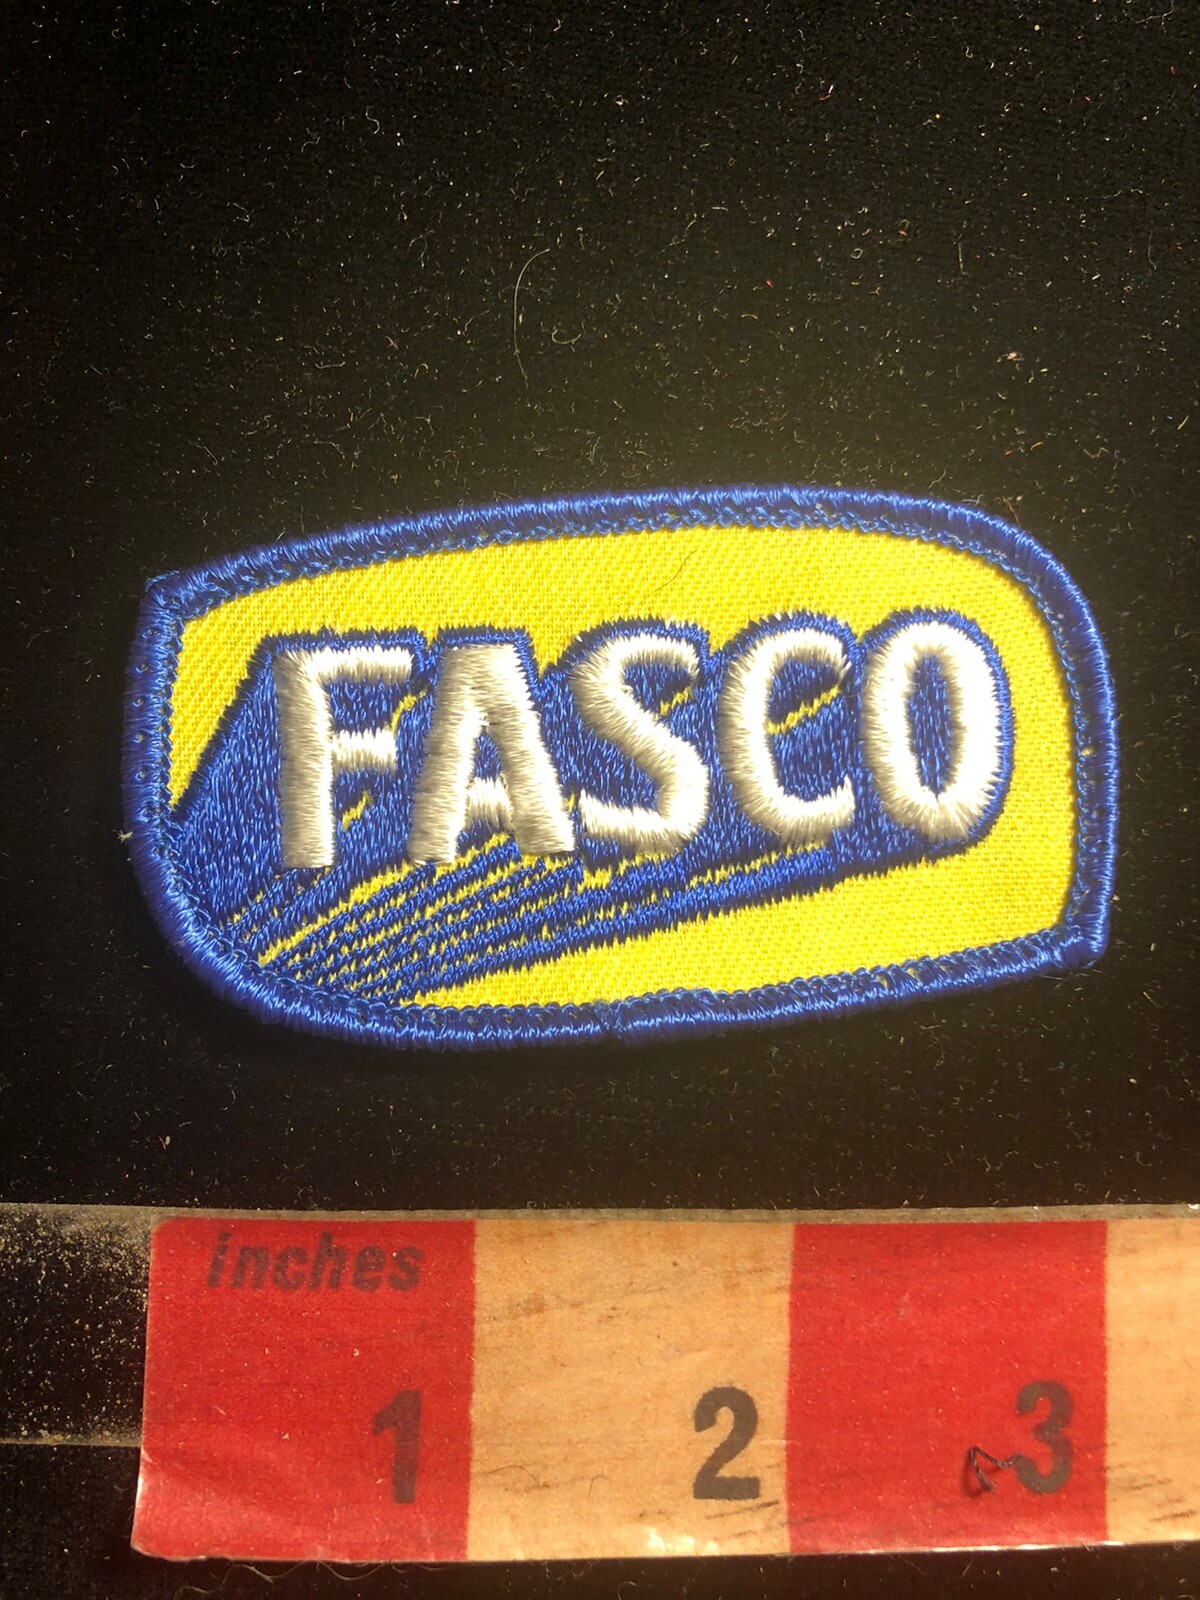 FASCO
inches
1 2 3